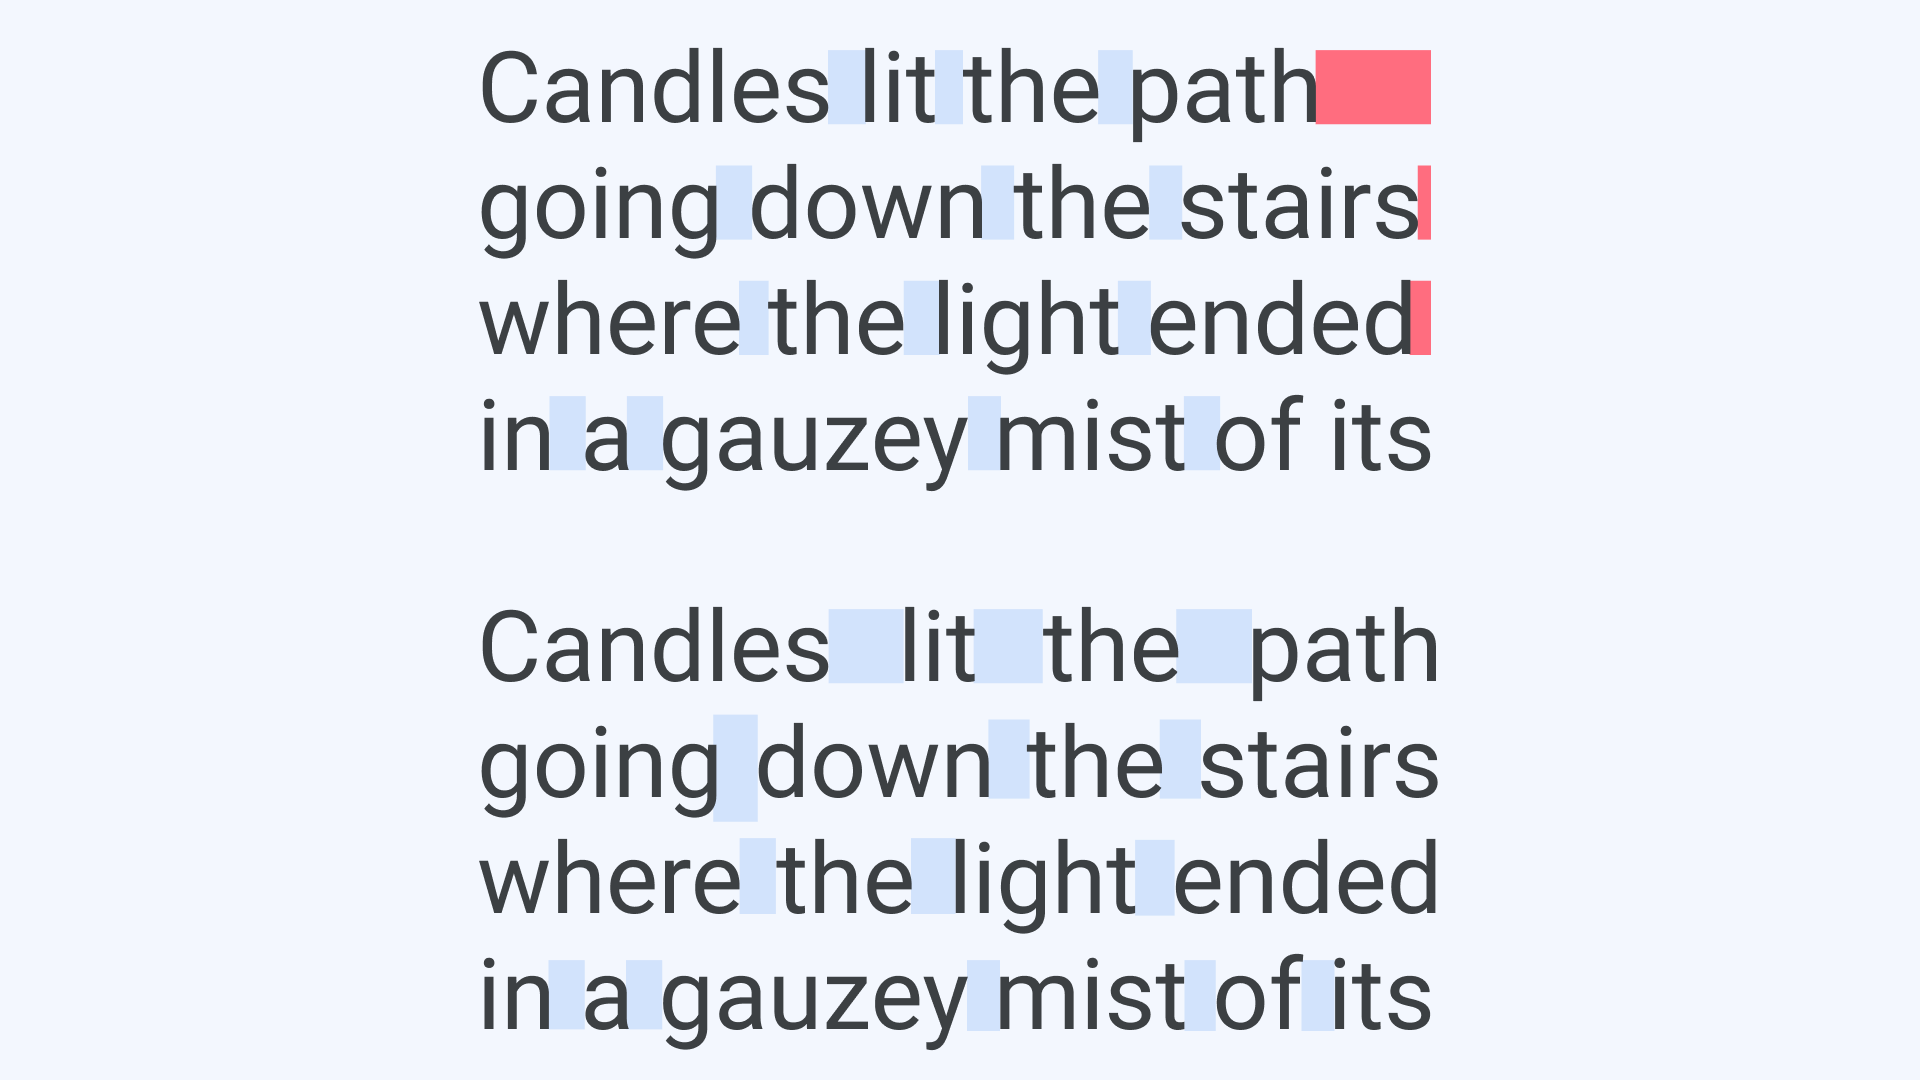 Candles lit the path
going down the stairs
where the light ended
in a gauzey mist of its
Candles lit the path
going down the stairs
where the light ended
in a gauzey mist of its